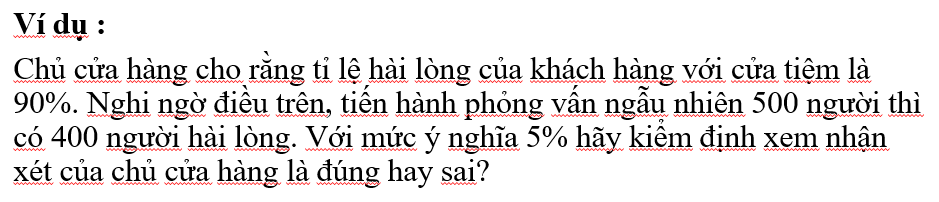 Ví dụ :
Chủ cửa hàng cho rằng tỉ lệ hài lòng của khách hàng với cửa tiệm là
90%. Nghi ngờ điều trên, tiến hành phỏng vấn ngẫu nhiên 500 người thì
có 400 người hài lòng. Với mức ý nghĩa 5% hãy kiểm định xem nhận
xét của chủ cửa hàng là đúng hay sai?